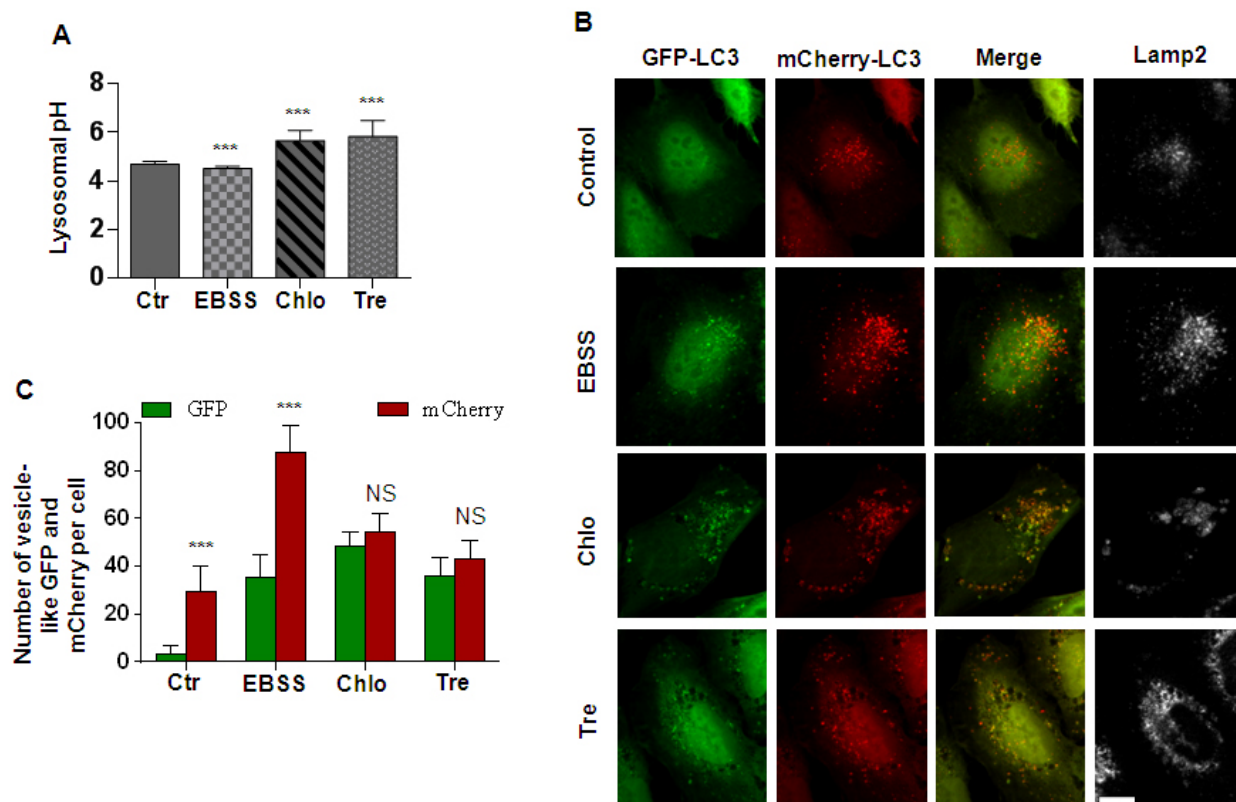 A
Lysosomal pH
8
6
4
2
0
***
***
***
Ctr
EBSS
Chlo
Tre
B
GFP-LC3
mCherry-LC3
Merge
Lamp2
Control
EBSS
Chlo
Tre
C
GFP
mCherry
Number of vesicle-
like GFP and
mCherry per cell
100
80
60
40
20
0
***
***
NS
NS
Ctr
EBSS
Chlo
Tre